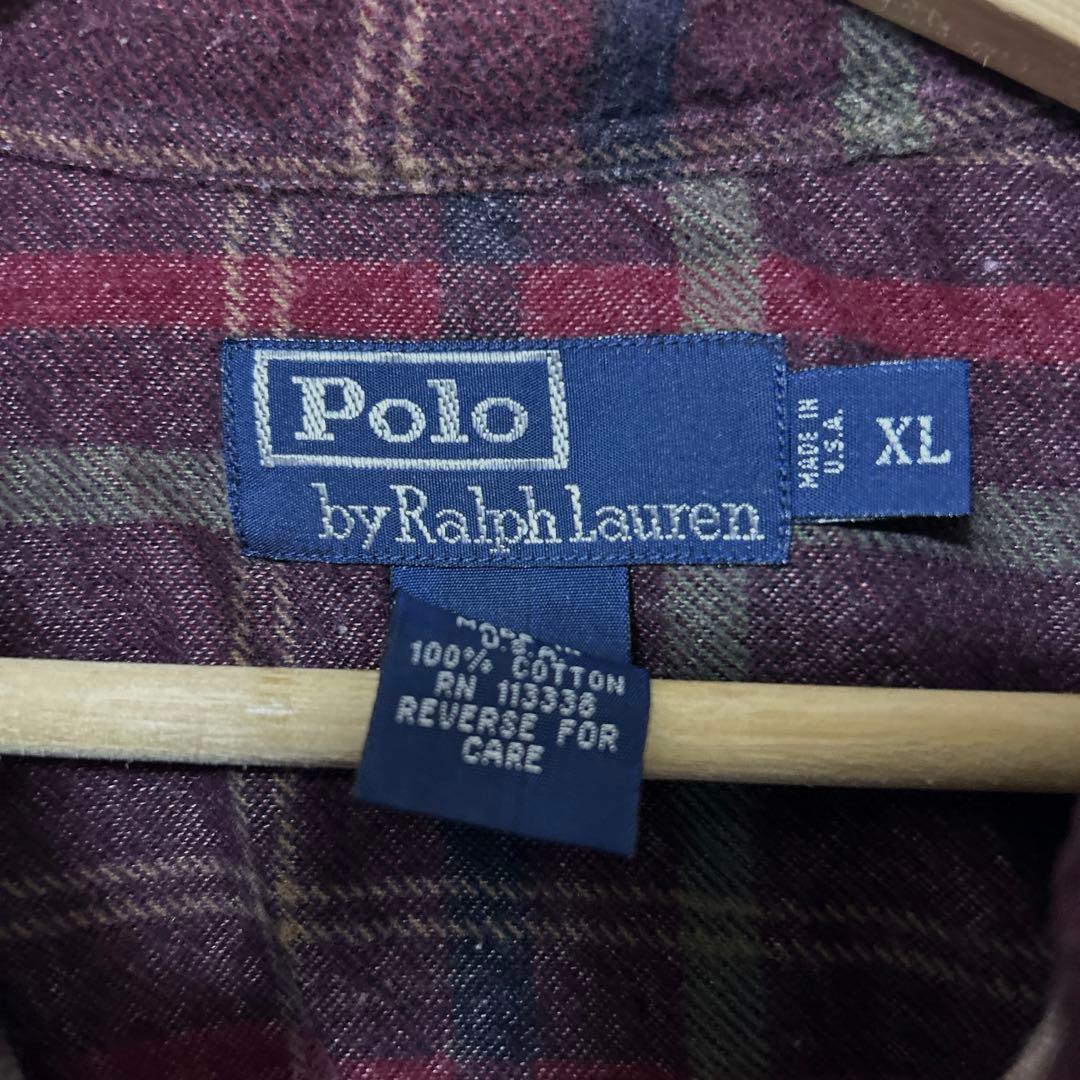 Polo
by Ralph Lauren
MADE IN
U.S.A.
XL
100% COTTON
RN 113338
REVERSE FOR
CARE